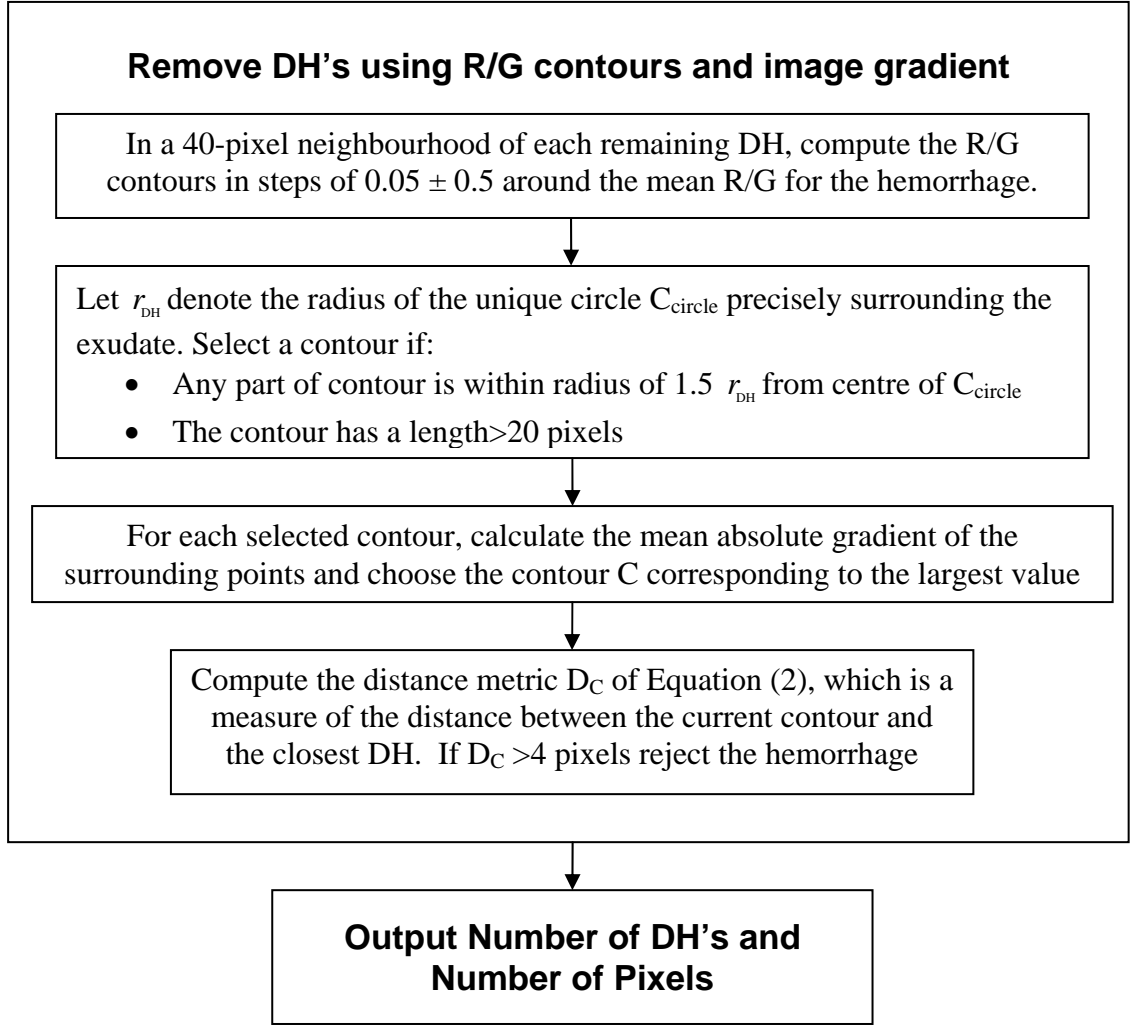 Remove DH's using R/G contours and image gradient
In a 40-pixel neighbourhood of each remaining DH, compute the R/G
contours in steps of 0.05 ± 0.5 around the mean R/G for the hemorrhage.
Let r_DH denote the radius of the unique circle C_circle precisely surrounding the
exudate. Select a contour if:
• Any part of contour is within radius of 1.5 r_DH from centre of C_circle
• The contour has a length>20 pixels
For each selected contour, calculate the mean absolute gradient of the
surrounding points and choose the contour C corresponding to the largest value
Compute the distance metric D_C of Equation (2), which is a
measure of the distance between the current contour and
the closest DH. If D_C >4 pixels reject the hemorrhage
Output Number of DH's and
Number of Pixels